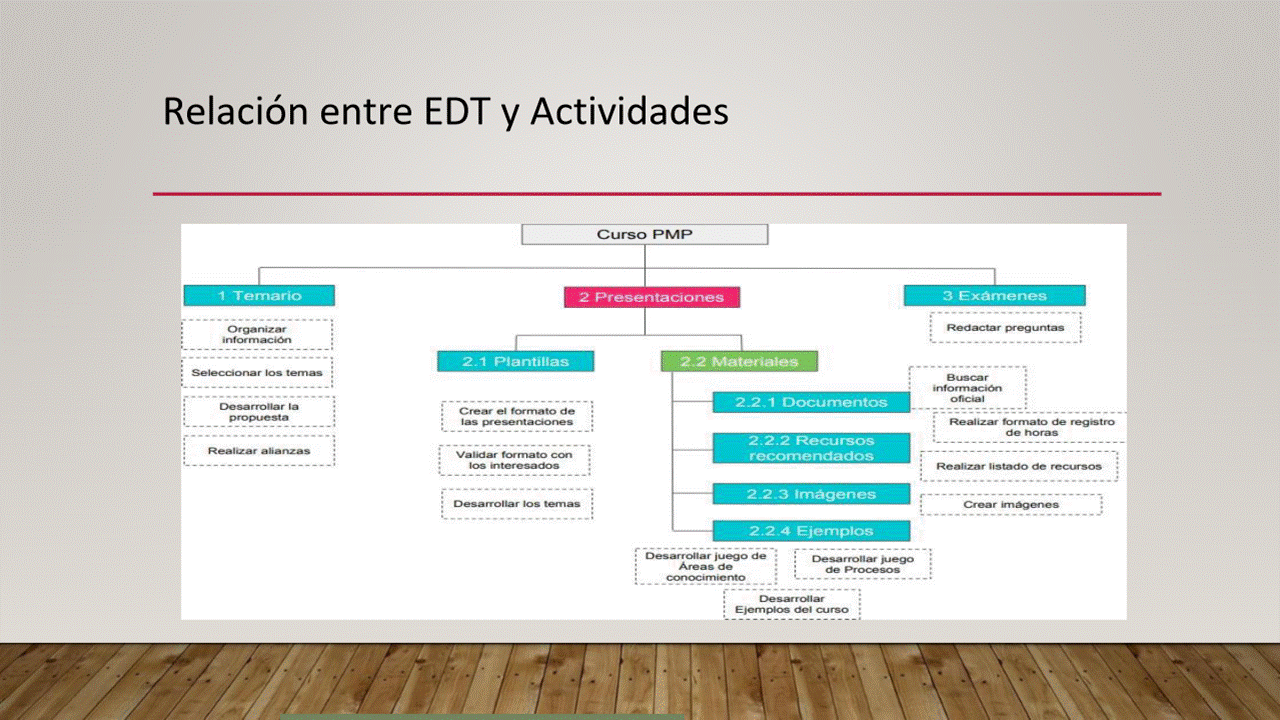 Relación entre EDT y Actividades
Curso PMP
1 Temario
2 Presentaciones
3 Exámenes
Organizar
información
Seleccionar los temas
Desarrollar la
propuesta
Realizar alianzas
2.1 Plantillas
Crear el formato de
las presentaciones
Validar formato con
los interesados
Desarrollar los temas
2.2 Materiales
2.2.1 Documentos
2.2.2 Recursos
recomendados
2.2.3 Imágenes
2.2.4 Ejemplos
Desarrollar juego de
Áreas de
conocimiento
Desarrollar juego
de Procesos
Desarrollar
Ejemplos del curso
Redactar preguntas
Buscar
información
oficial
Realizar formato de registro
de horas
Realizar listado de recursos
Crear imágenes